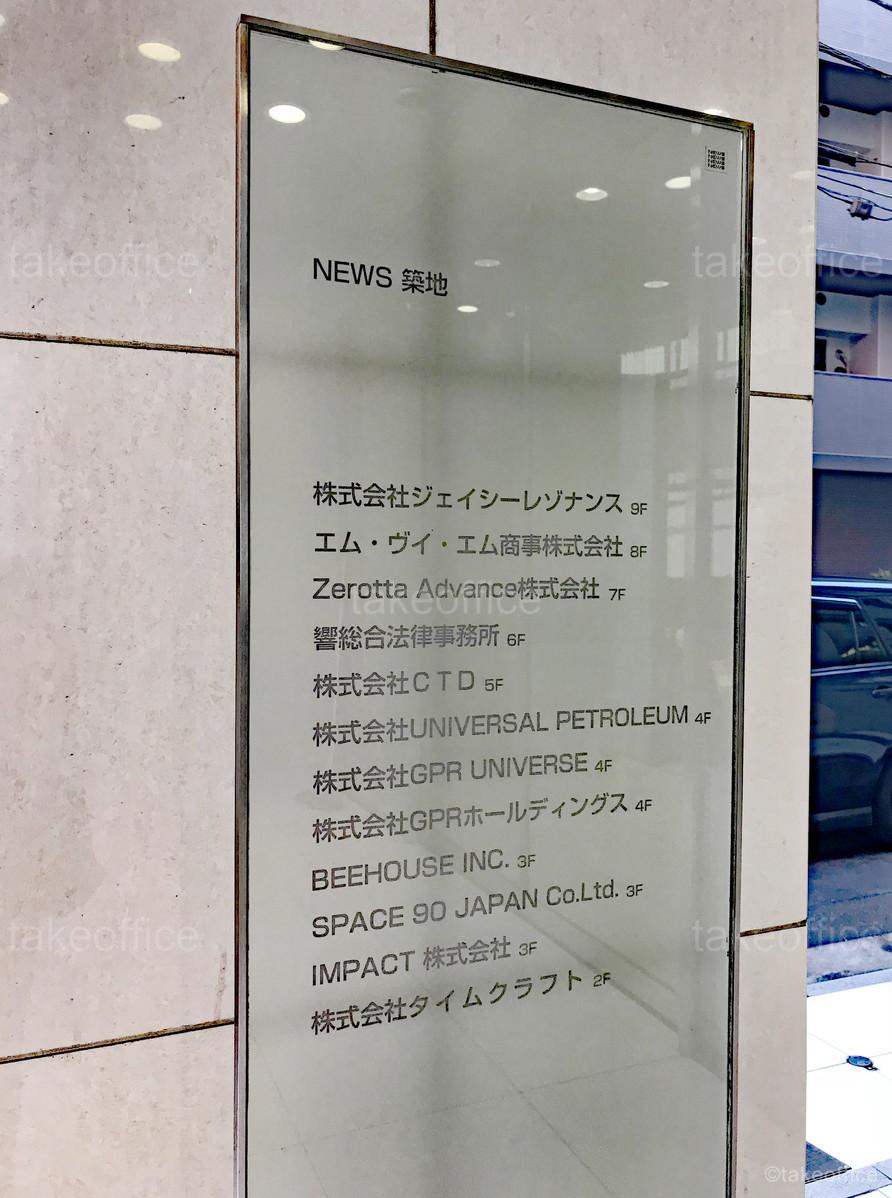 NEWS
NEWS
NEWS
NEWS
NEWS 築地
株式会社ジェイシーレゾナンス 9F
エム・ヴイ・エム商事株式会社 8F
Zerotta Advance株式会社 7F
響総合法律事務所 6F
株式会社ＣＴＤ 5F
株式会社UNIVERSAL PETROLEUM 4F
株式会社GPR UNIVERSE 4F
株式会社GPRホールディングス 4F
BEEHOUSE INC. 3F
SPACE 90 JAPAN Co.Ltd. 3F
IMPACT 株式会社 3F
株式会社タイムクラフト 2F
takeoffice
takeoffice
takeoffice
takeoffice
takeoffice
©takeoffice